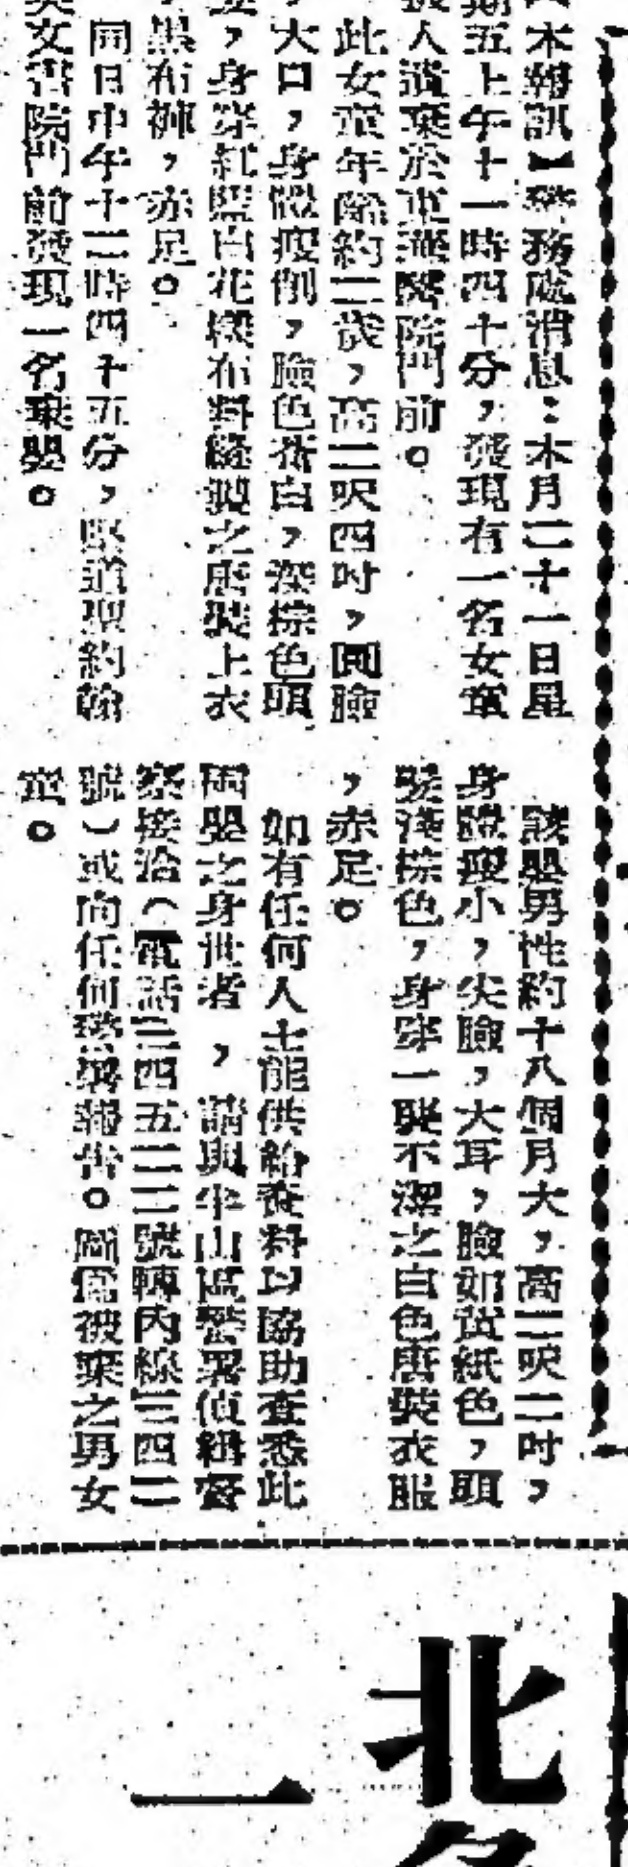 本報訊】警務處消息：本月二十一日星
期五上午十一時四十分，發現有一名女童
被人遺棄於東華醫院門前。
此女童年齡約二歲，高二呎四吋，圓臉
，大口，身體瘦削，臉色蒼白，深棕色頭
髮，身穿紅藍白花樣布料縫製之唐裝上衣
，黑布褲，赤足。
同日中午十二時四十五分，堅道聖約翰
英文書院門前發現一名棄嬰。
該嬰男性約十八個月大，高二呎二吋，
身體瘦小，尖臉，大耳，臉如黃紙色，頭
髮淺棕色，身穿一襲不潔之白色唐裝衣服
，赤足。
如有任何人士能供給資料以協助查悉此
兩嬰之身世者，請與半山區警署偵緝督
察接洽（電話三四五二二號轉內線三四二
號）或向任何警署報告。圖為被棄之男女
童。
北
一